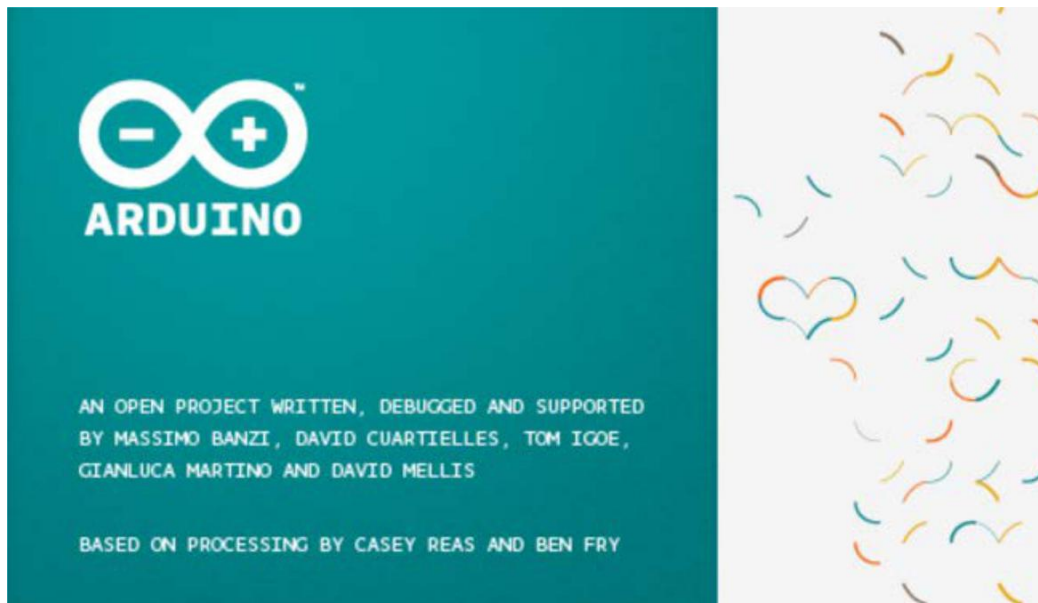 ARDUINO
AN OPEN PROJECT WRITTEN, DEBUGGED AND SUPPORTED
BY MASSIMO BANZI, DAVID CUARTIELLES, TOM IGOE,
GIANLUCA MARTINO AND DAVID MELLIS
BASED ON PROCESSING BY CASEY REAS AND BEN FRY